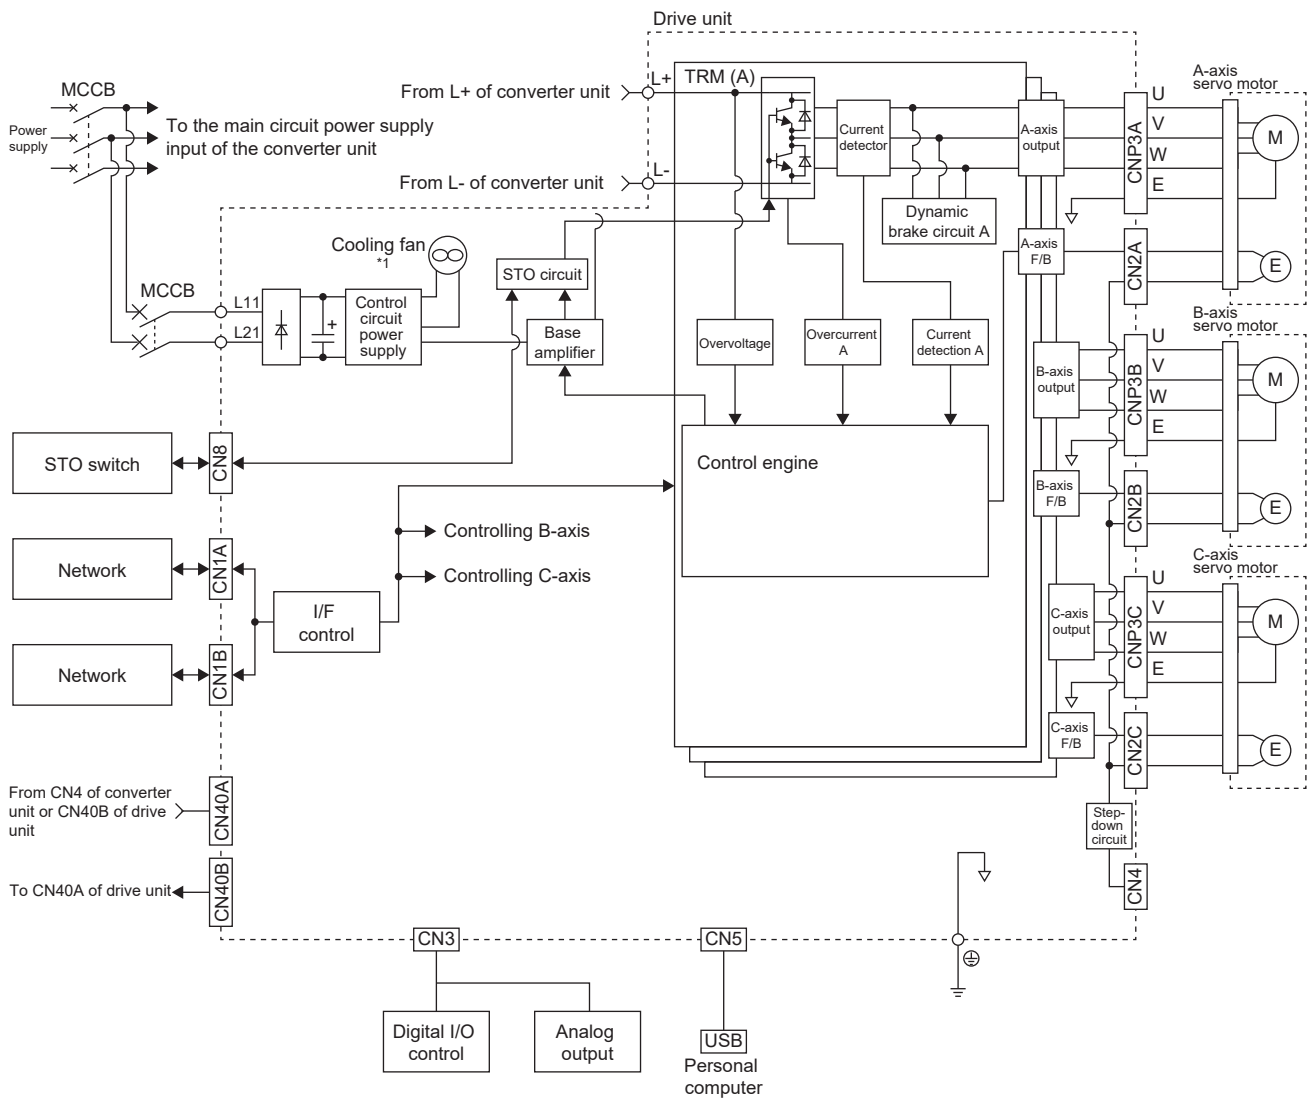 Drive unit
MCCB
Power
supply
To the main circuit power supply
input of the converter unit
From L+ of converter unit
L+
TRM (A)
From L- of converter unit
L-
Current
detector
A-axis
output
Dynamic
brake circuit A
A-axis
F/B
CNP3A
U
V
W
E
CN2A
A-axis
servo motor
M
E
Cooling fan
*1
STO circuit
MCCB
L11
L21
+
Control
circuit
power
supply
Base
amplifier
Overvoltage
Overcurrent
A
Current
detection A
B-axis
output
B-axis
F/B
CNP3B
U
V
W
E
CN2B
B-axis
servo motor
M
E
STO switch
CN8
Control engine
Controlling B-axis
Controlling C-axis
Network
CN1A
I/F
control
Network
CN1B
C-axis
output
C-axis
F/B
CNP3C
U
V
W
E
CN2C
C-axis
servo motor
M
E
From CN4 of converter
unit or CN40B of drive
unit
CN40A
To CN40A of drive unit
CN40B
Step-
down
circuit
CN4
CN3
CN5
Digital I/O
control
Analog
output
USB
Personal
computer